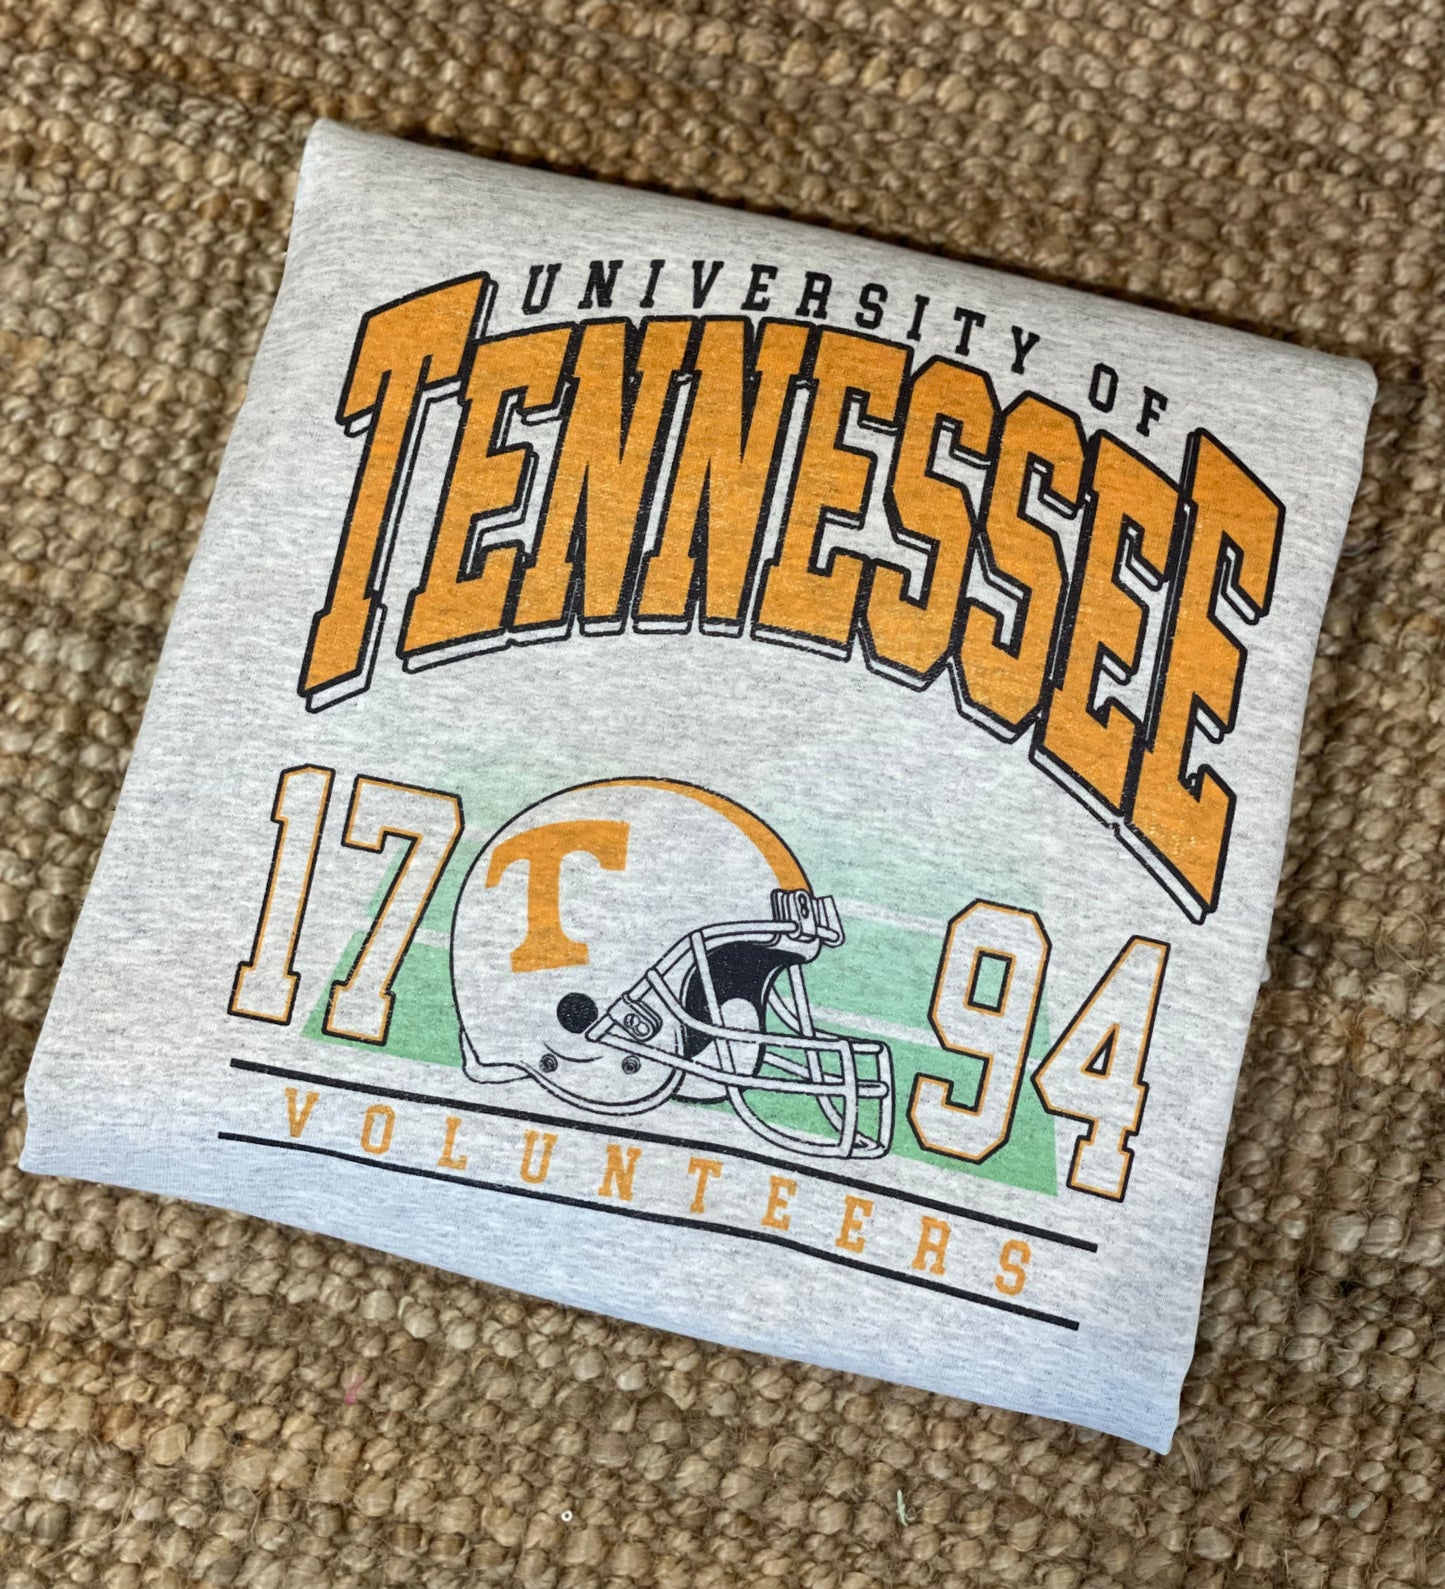 UNIVERSITY OF
TENNESSEE
17 T 94
VOLUNTEERS